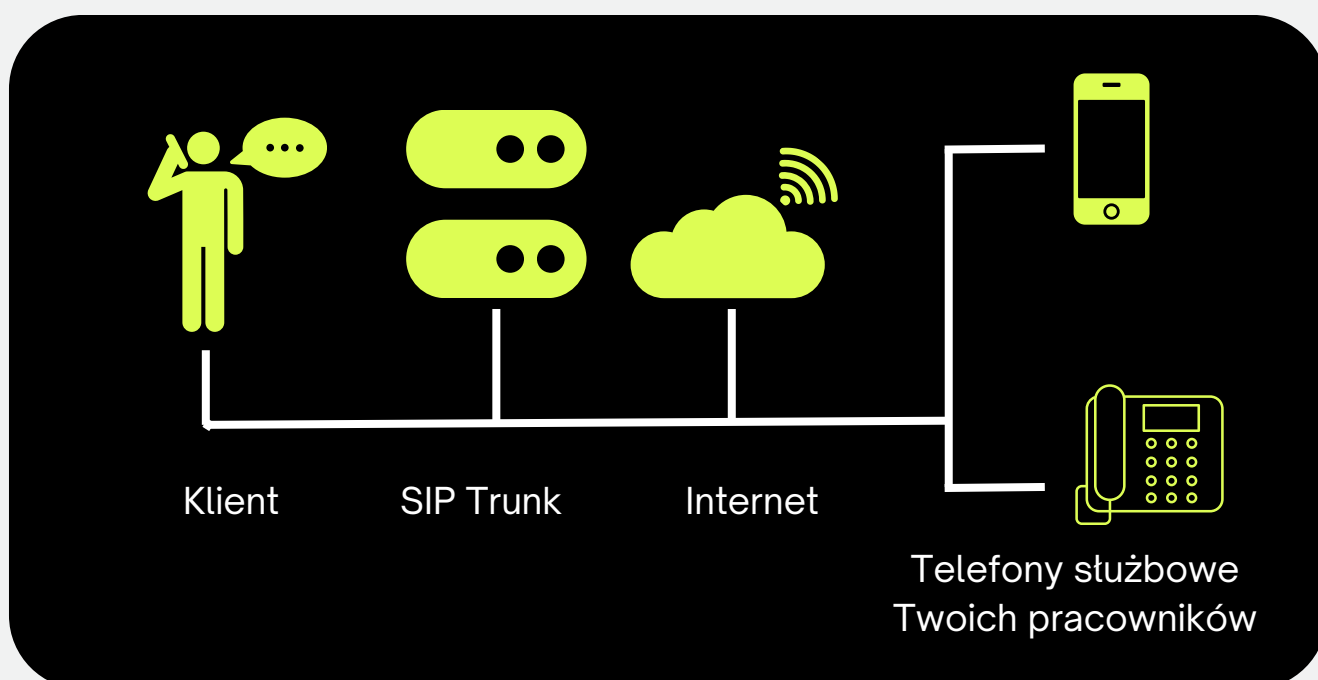 Klient
SIP Trunk
Internet
Telefony służbowe
Twoich pracowników